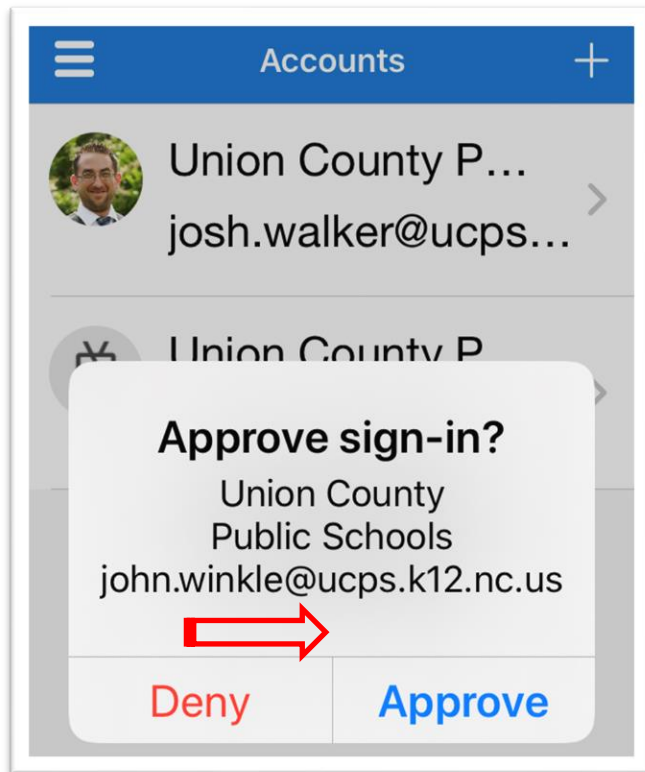 Accounts
Union County P...
josh.walker@ucps...
Union County P
Approve sign-in?
Union County
Public Schools
john.winkle@ucps.k12.nc.us
Deny
Approve